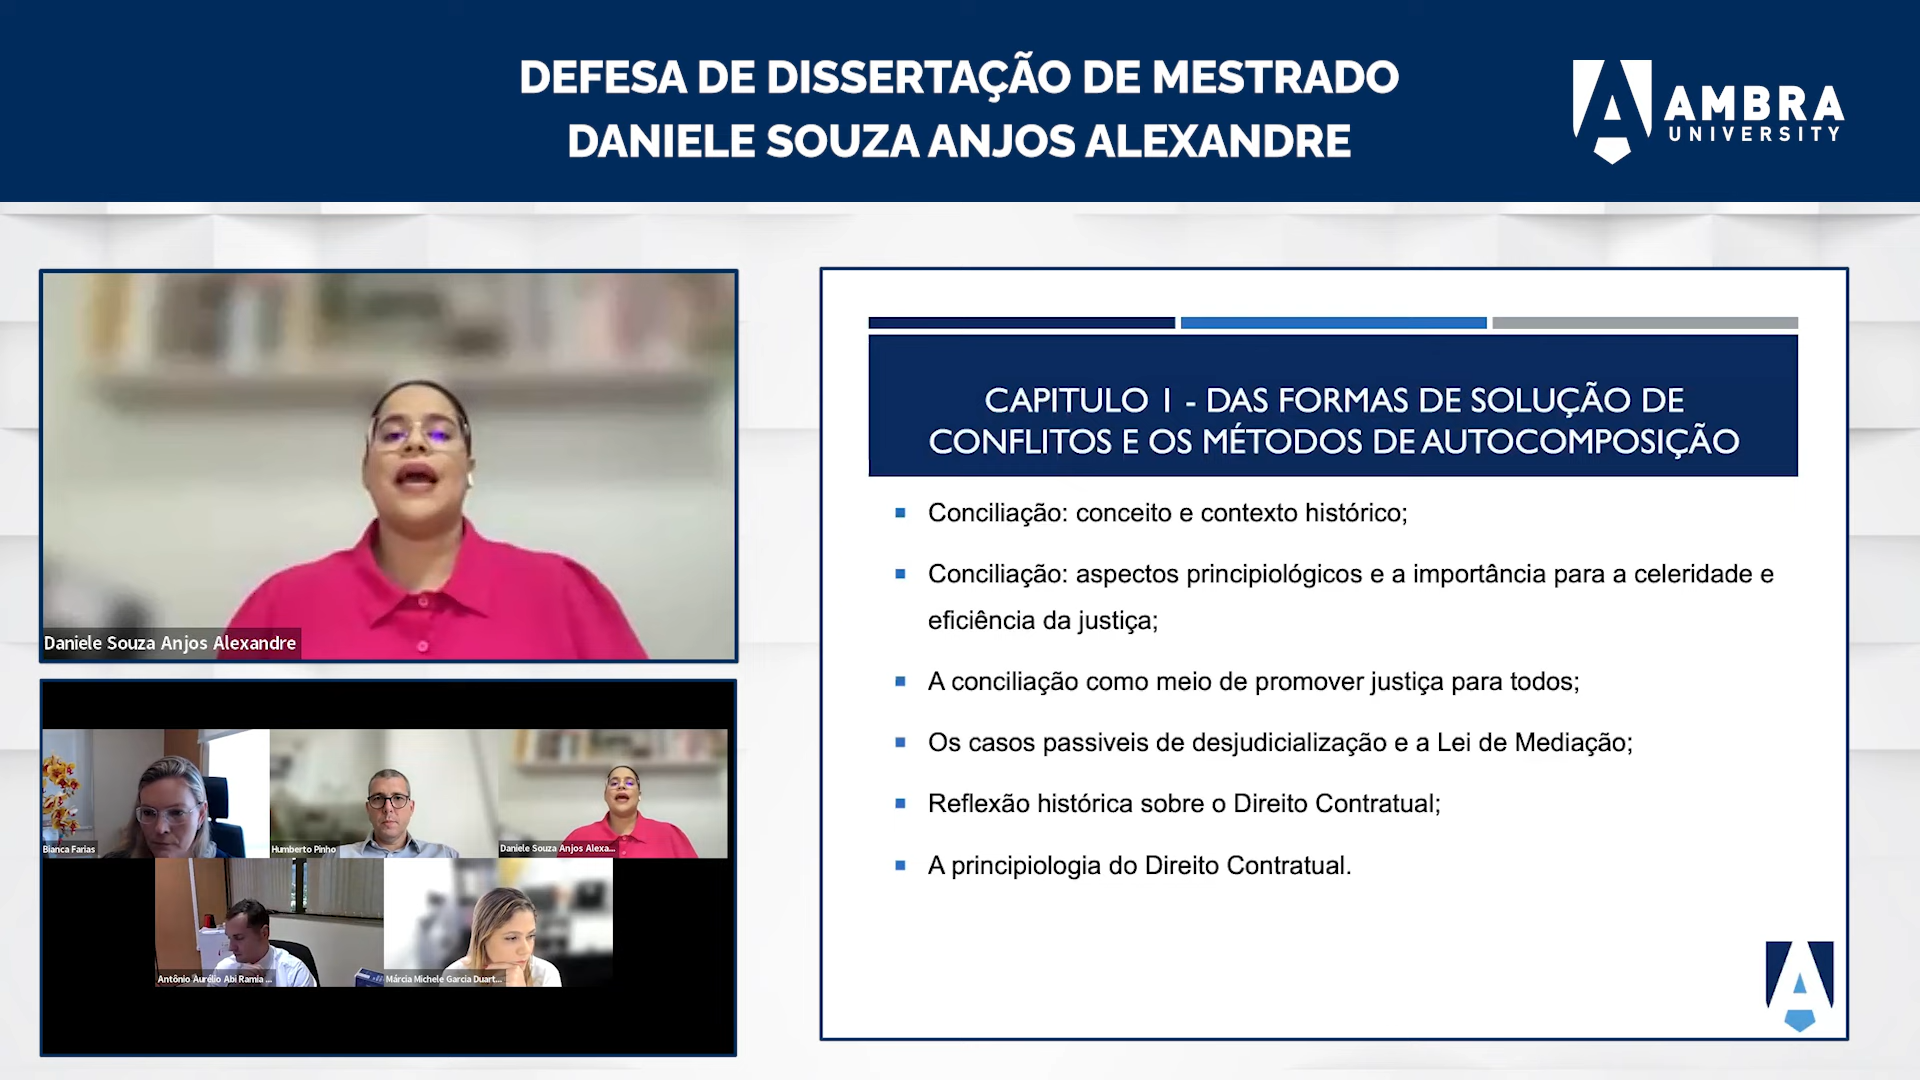 DEFESA DE DISSERTAÇÃO DE MESTRADO
DANIELE SOUZA ANJOS ALEXANDRE
AMBRA
UNIVERSITY
Daniele Souza Anjos Alexandre
Bianca Farias
Humberto Pinho
Daniele Souza Anjos Alexa...
Antônio Aurélio Abi Ramia ...
Márcia Michele Garcia Duart...
CAPITULO 1 - DAS FORMAS DE SOLUÇÃO DE
CONFLITOS E OS MÉTODOS DE AUTOCOMPOSIÇÃO
Conciliação: conceito e contexto histórico;
Conciliação: aspectos principiológicos e a importância para a celeridade e
eficiência da justiça;
A conciliação como meio de promover justiça para todos;
Os casos passiveis de desjudicialização e a Lei de Mediação;
Reflexão histórica sobre o Direito Contratual;
A principiologia do Direito Contratual.